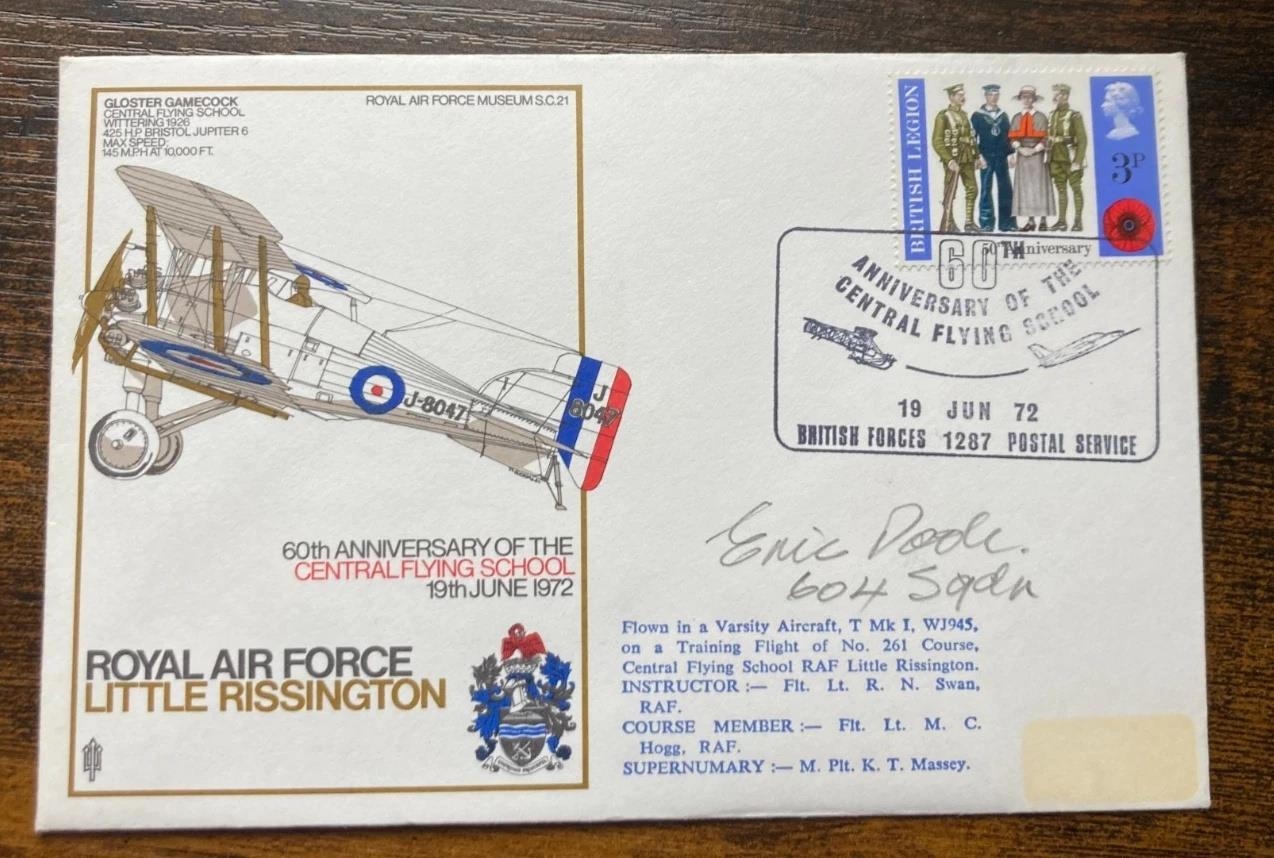 GLOSTER GAMECOCK
CENTRAL FLYING SCHOOL
WITTERING 1926
425 H.P. BRISTOL JUPITER 6
MAX SPEED:
145 M.P.H AT 10,000 FT.
ROYAL AIR FORCE MUSEUM S.C.21
BRITISH LEGION
3P
50TH Anniversary
60TH
ANNIVERSARY OF THE
CENTRAL FLYING SCHOOL
19 JUN 72
BRITISH FORCES 1287 POSTAL SERVICE
J-8047
J
8047
60th ANNIVERSARY OF THE
CENTRAL FLYING SCHOOL
19th JUNE 1972
ROYAL AIR FORCE
LITTLE RISSINGTON
Eric
604 Sqdn
Flown in a Varsity Aircraft, T Mk I, WJ945,
on a Training Flight of No. 261 Course,
Central Flying School RAF Little Rissington.
INSTRUCTOR :— Flt. Lt. R. N. Swan,
RAF.
COURSE MEMBER :— Flt. Lt. M. C.
Hogg, RAF.
SUPERNUMARY :— M. Plt. K. T. Massey.